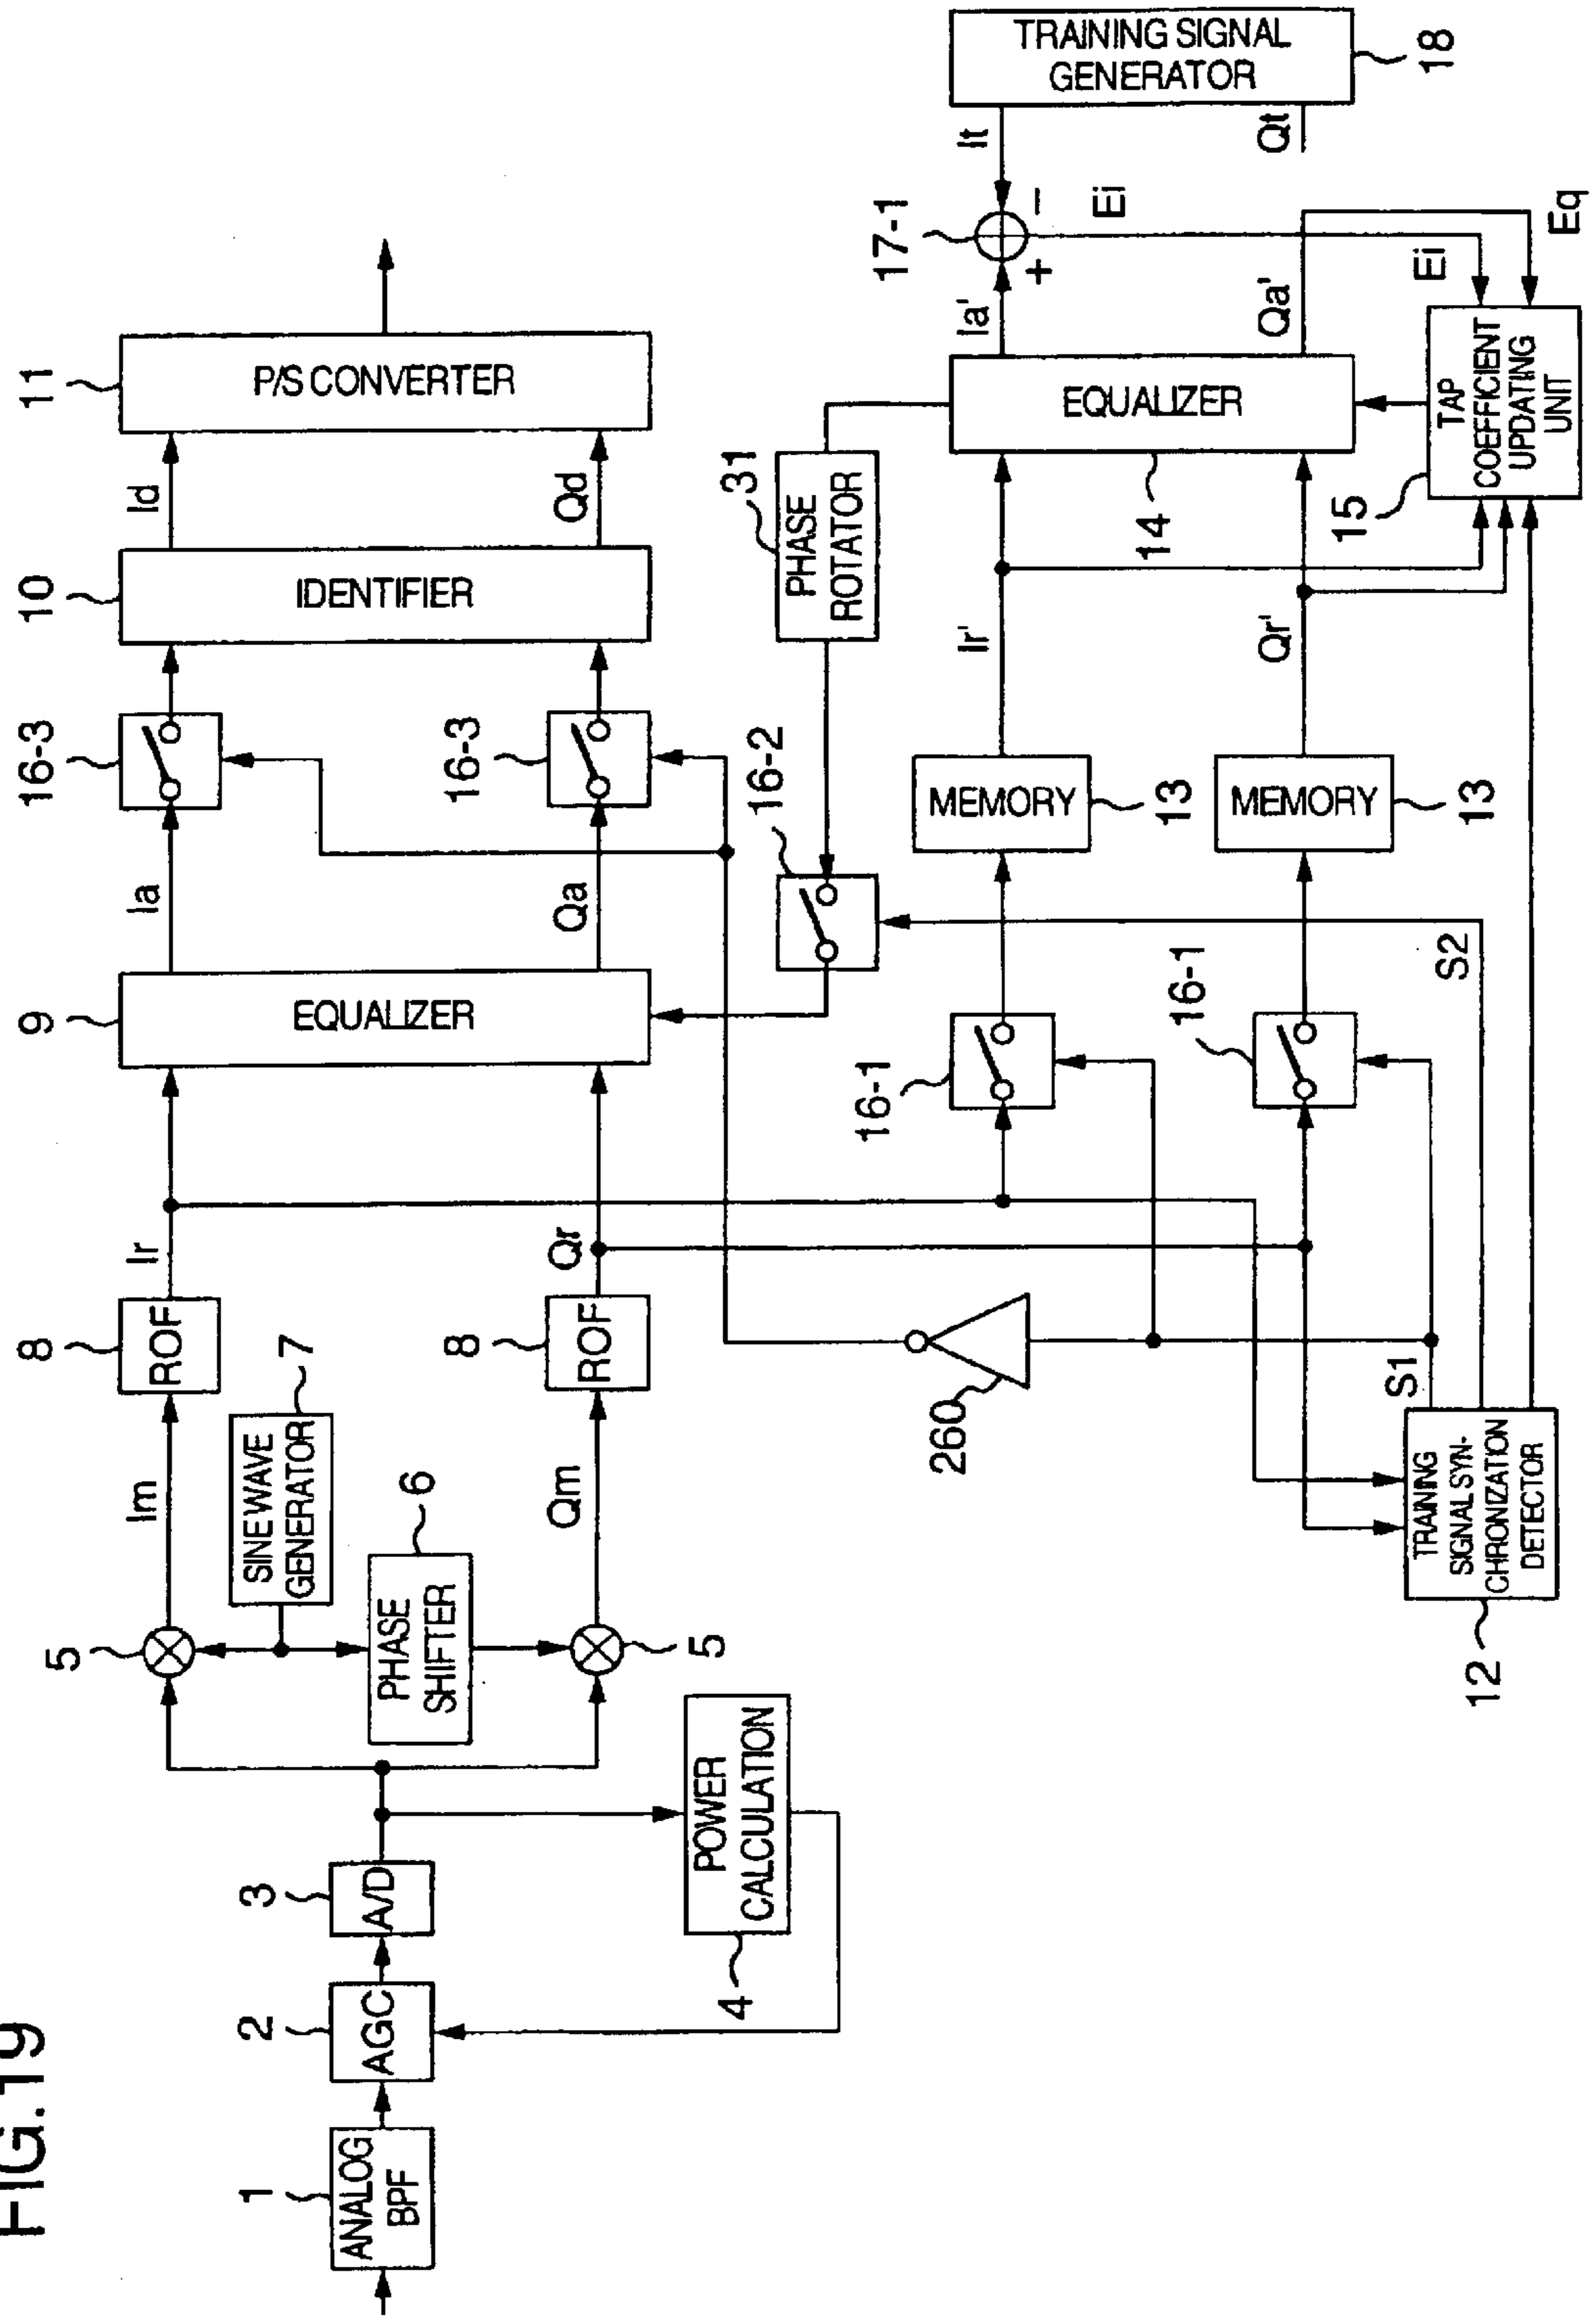 FIG.19
1
ANALOG
BPF
2
AGC
3
A/D
4
POWER
CALCULATION
5
5
6
PHASE
SHIFTER
7
SINE WAVE
GENERATOR
Im
Qm
8
ROF
8
ROF
Ir
Qr
9
EQUALIZER
Ia
Qa
16-3
16-3
10
IDENTIFIER
Id
Qd
11
P/S CONVERTER
12
TRAINING
SIGNAL SYN-
CHRONIZATION
DETECTOR
S1
S2
260
16-1
16-1
16-2
31
PHASE
ROTATOR
MEMORY
13
MEMORY
13
Ir'
Qr'
14
EQUALIZER
15
TAP
COEFFICIENT
UPDATING
UNIT
Ia'
Qa'
17-1
+
−
Ei
Ei
Eq
It
Qt
TRAINING SIGNAL
GENERATOR
18